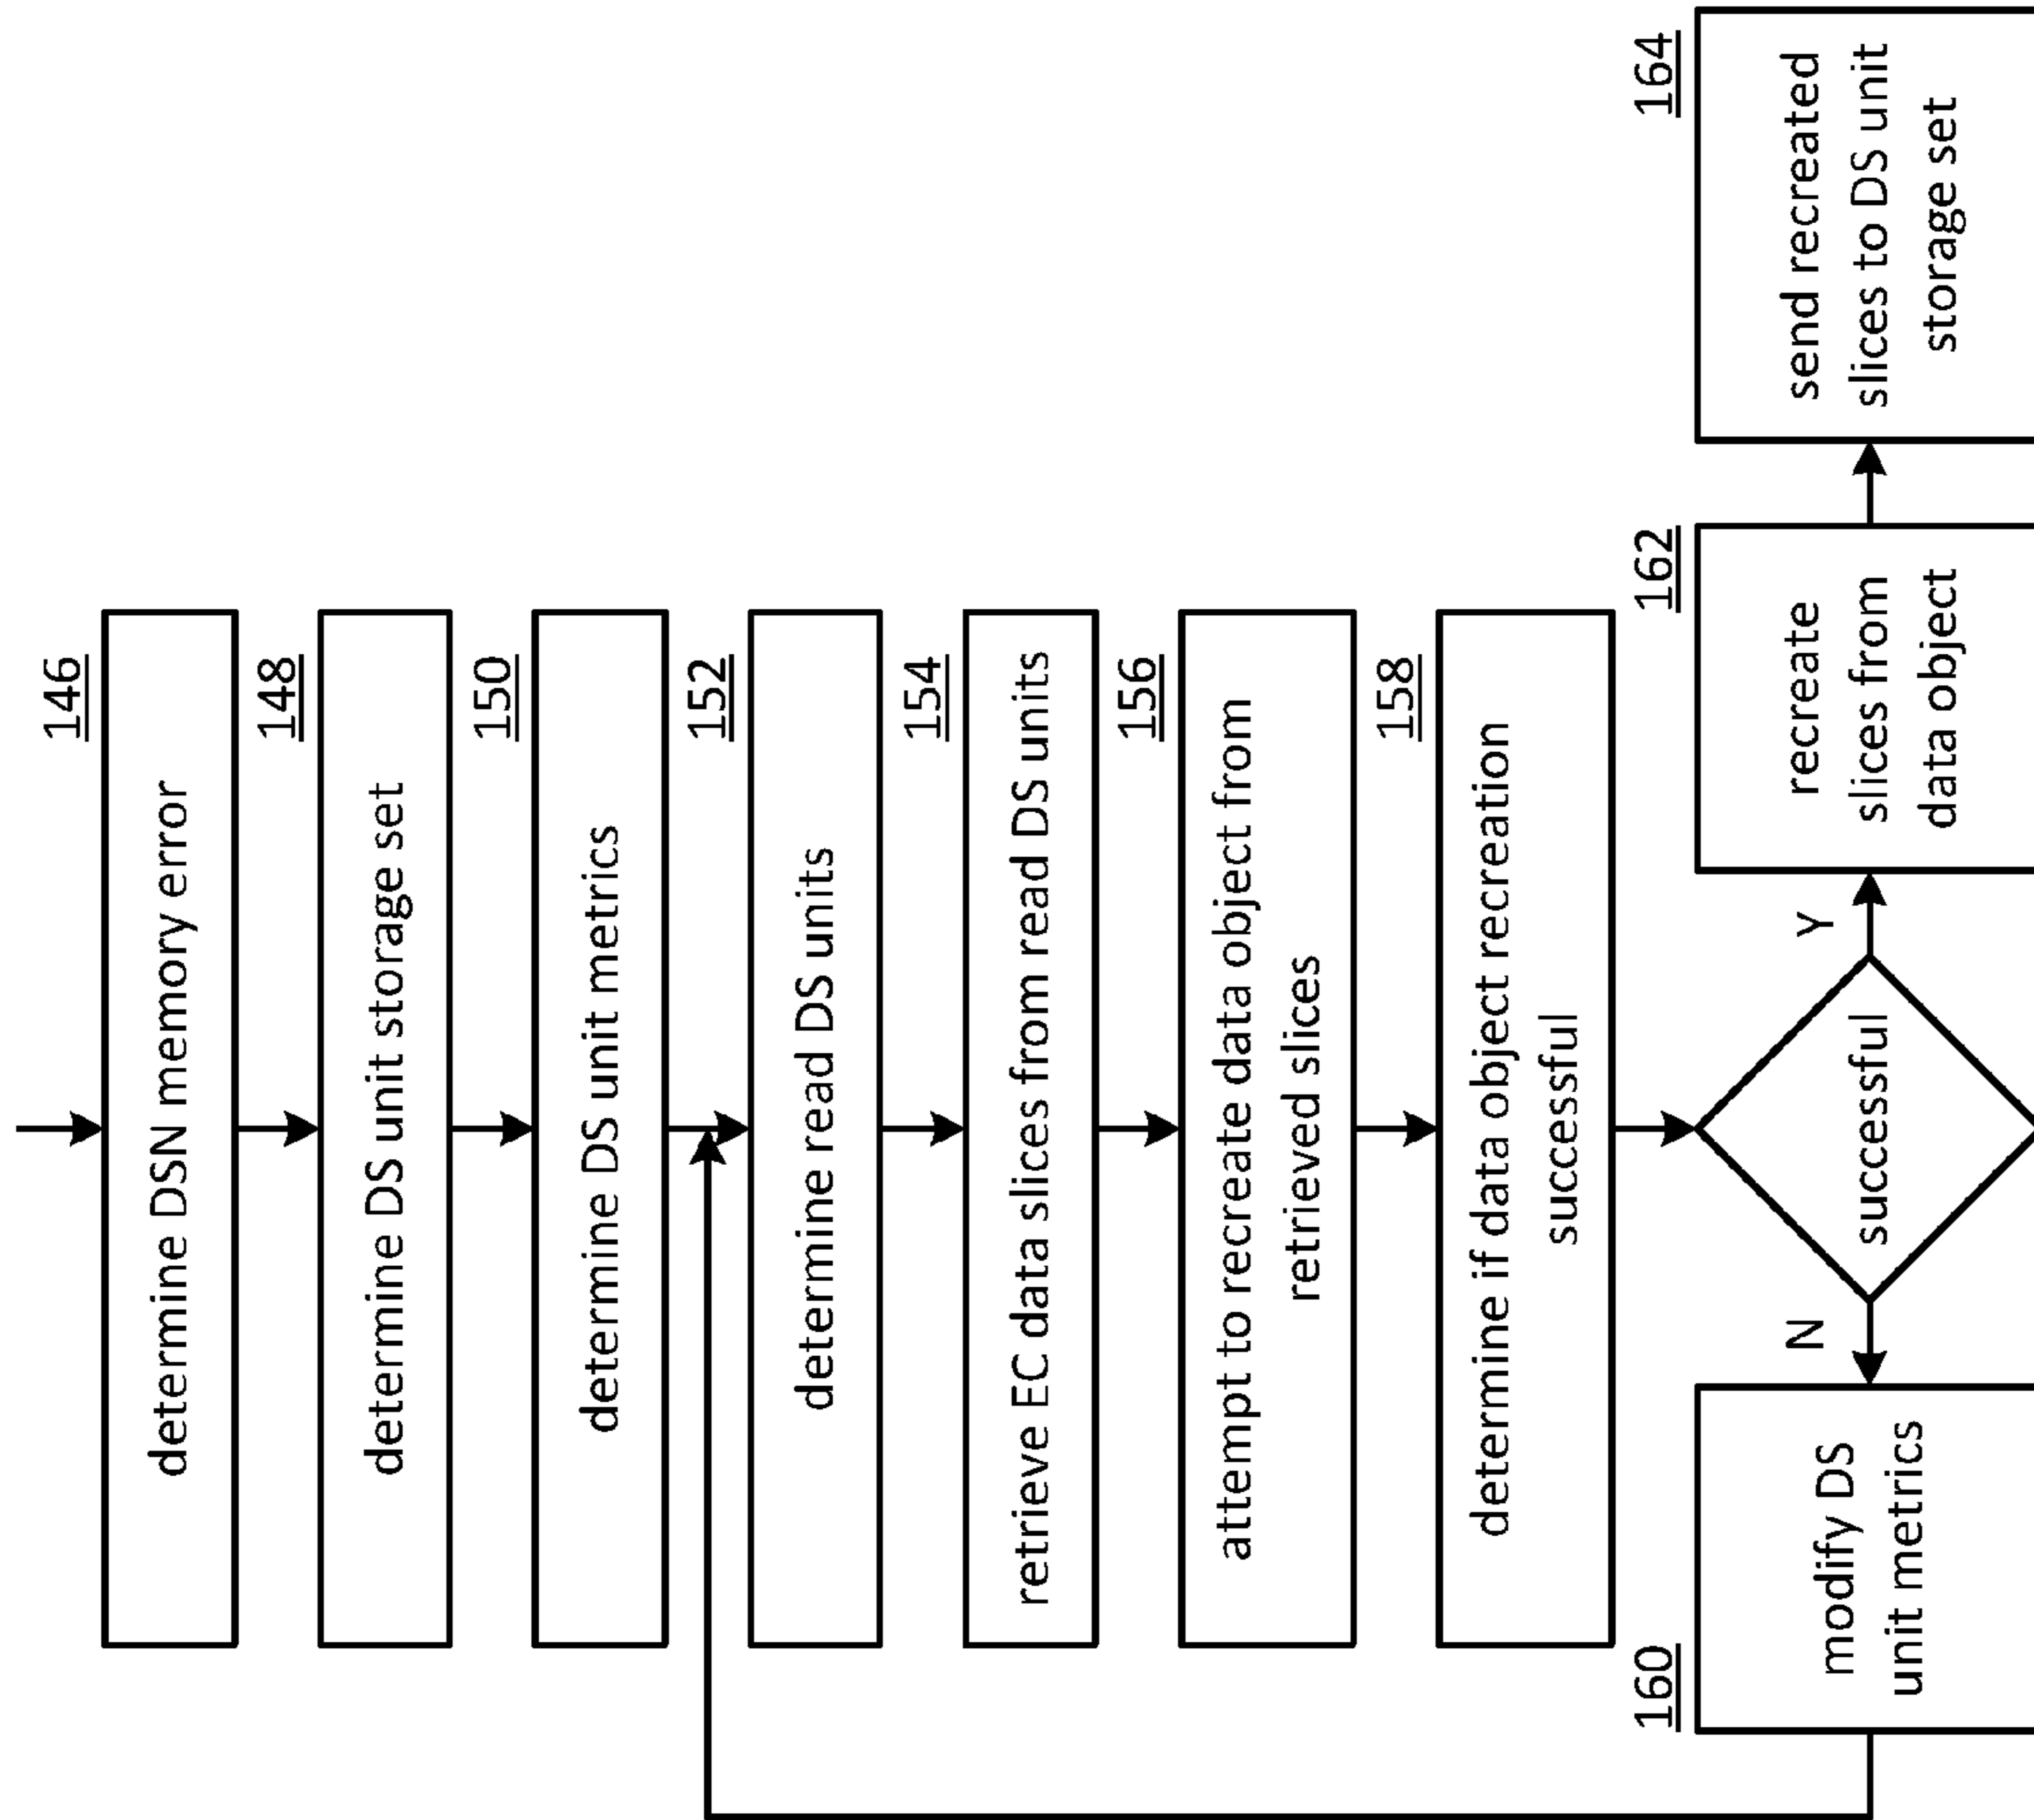 146
determine DSN memory error
148
determine DS unit storage set
150
determine DS unit metrics
152
determine read DS units
154
retrieve EC data slices from read DS units
156
attempt to recreate data object from
retrieved slices
158
determine if data object recreation
successful
successful
N
Y
160
modify DS
unit metrics
162
recreate
slices from
data object
164
send recreated
slices to DS unit
storage set